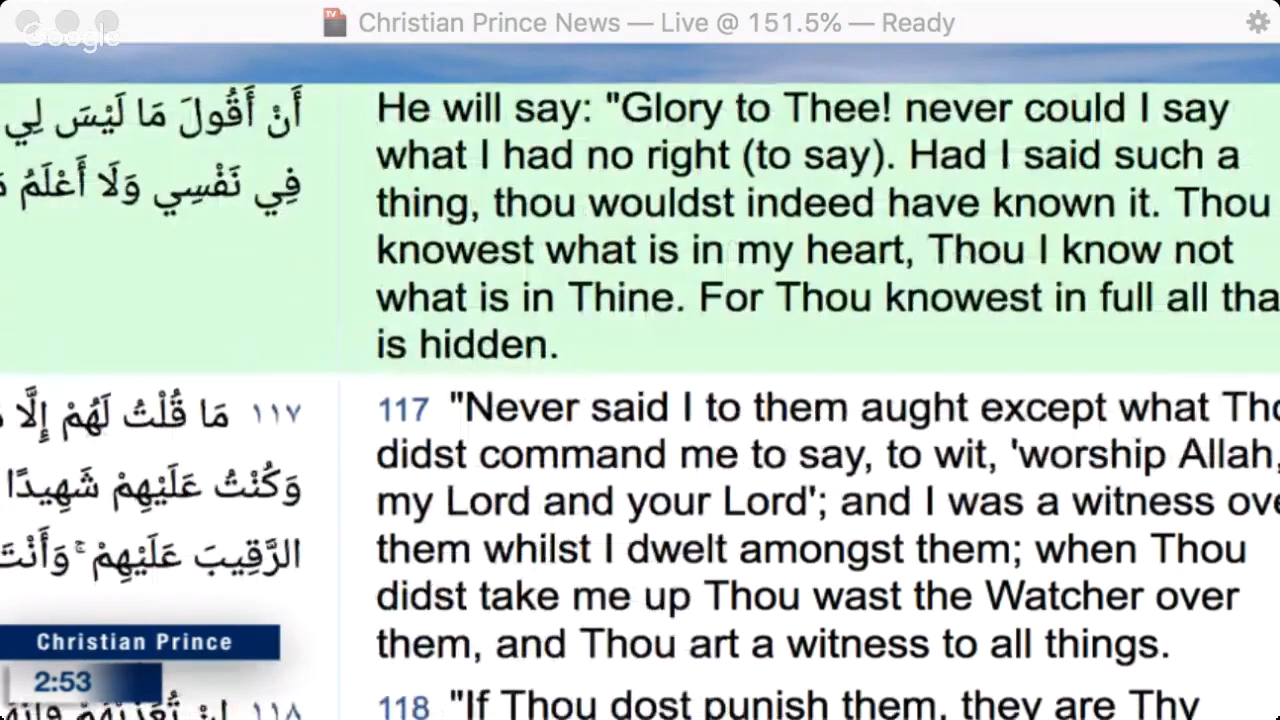 Christian Prince News — Live @ 151.5% — Ready
Google
أَنْ أَقُولَ مَا لَيْسَ لِي
فِي نَفْسِي وَلَا أَعْلَمُ
He will say: "Glory to Thee! never could I say
what I had no right (to say). Had I said such a
thing, thou wouldst indeed have known it. Thou
knowest what is in my heart, Thou I know not
what is in Thine. For Thou knowest in full all tha
is hidden.
١١٧ مَا قُلْتُ لَهُمْ إِلَّا
وَكُنْتُ عَلَيْهِمْ شَهِيدًا
الرَّقِيبَ عَلَيْهِمْ ۚ وَأَنْتَ
117 "Never said I to them aught except what Tho
didst command me to say, to wit, 'worship Allah,
my Lord and your Lord'; and I was a witness ove
them whilst I dwelt amongst them; when Thou
didst take me up Thou wast the Watcher over
them, and Thou art a witness to all things.
Christian Prince
2:53
١١٨ إِنْ تُعَذِّبْهُمْ فَإِنَّهُمْ
118 "If Thou dost punish them, they are Thy